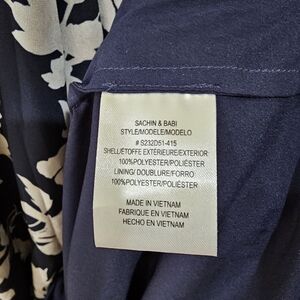 SACHIN & BABI
STYLE/MODELE/MODELO
# S232D51-415
SHELL/ÉTOFFE EXTÉRIEURE/EXTERIOR
100%POLYESTER/POLIÉSTER
LINING/ DOUBLURE/FORRO
100%POLYESTER/POLIÉSTER
MADE IN VIETNAM
FABRIQUE EN VIETNAM
HECHO EN VIETNAM